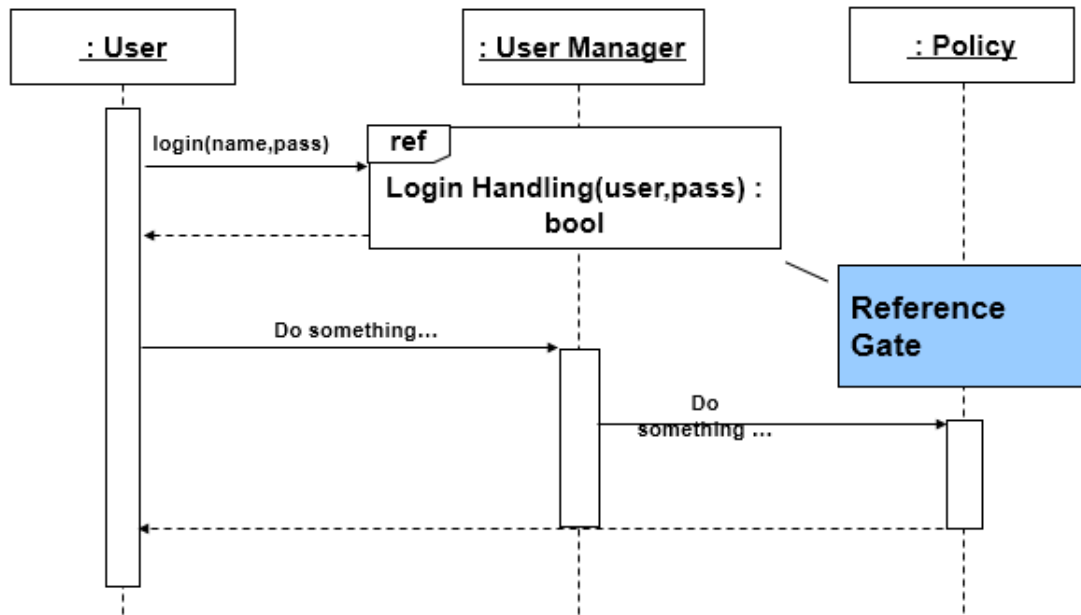 : User
: User Manager
: Policy
login(name,pass)
ref
Login Handling(user,pass) :
bool
Reference
Gate
Do something…
Do
something …